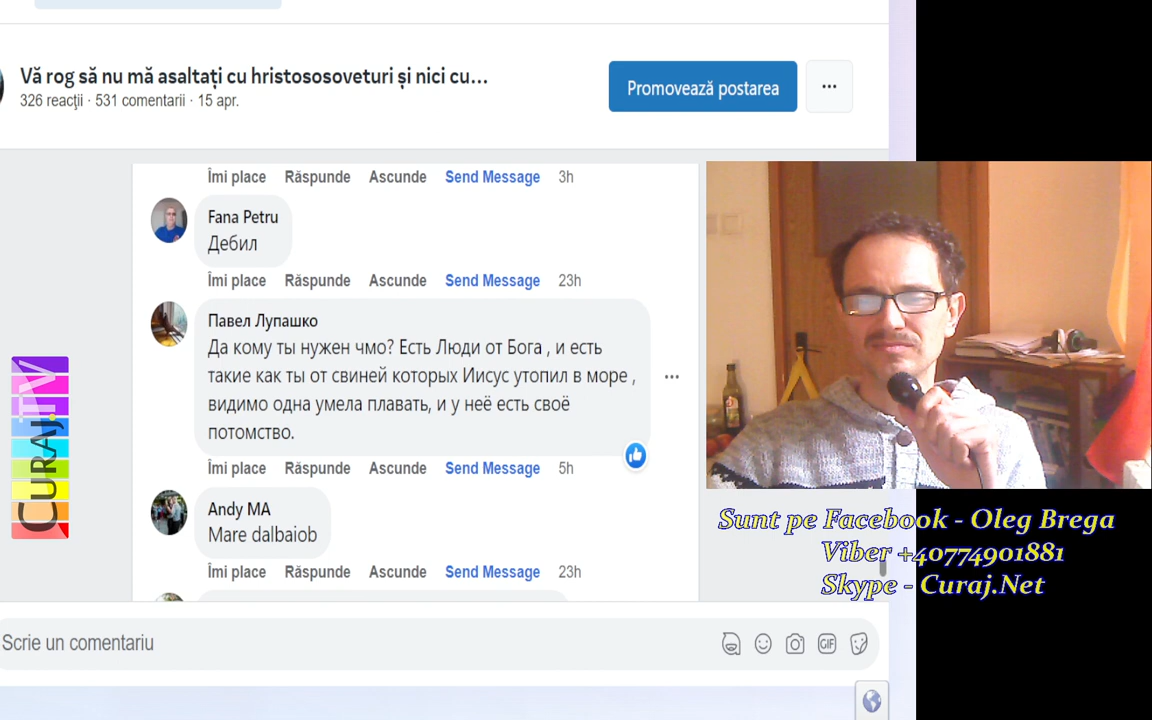 Vă rog să nu mă asaltați cu hristososoveturi și nici cu...
326 reacții · 531 comentarii · 15 apr.
Promovează postarea
Îmi place Răspunde Ascunde Send Message 3h
Fana Petru
Дебил
Îmi place Răspunde Ascunde Send Message 23h
Павел Лупашко
Да кому ты нужен чмо? Есть Люди от Бога , и есть
такие как ты от свиней которых Иисус утопил в море ,
видимо одна умела плавать, и у неё есть своё
потомство.
Îmi place Răspunde Ascunde Send Message 5h
Andy MA
Mare dalbaiob
Îmi place Răspunde Ascunde Send Message 23h
Scrie un comentariu
GIF
CURAJ.TV
Sunt pe Facebook - Oleg Brega
Viber +40774901881
Skype - Curaj.Net